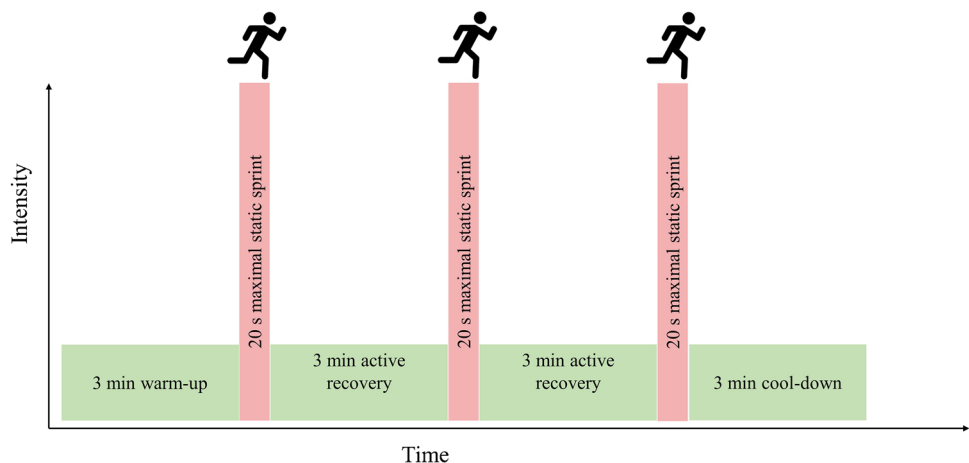 Intensity
20 s maximal static sprint
20 s maximal static sprint
20 s maximal static sprint
3 min warm-up
3 min active
recovery
3 min active
recovery
3 min cool-down
Time